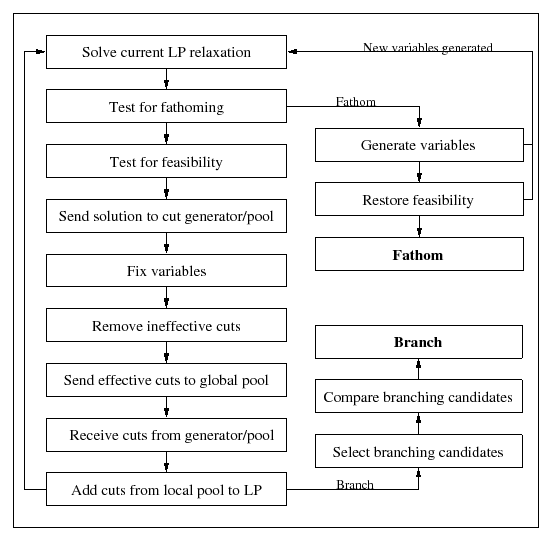 Solve current LP relaxation
New variables generated
Test for fathoming
Fathom
Generate variables
Test for feasibility
Restore feasibility
Send solution to cut generator/pool
Fathom
Fix variables
Remove ineffective cuts
Branch
Send effective cuts to global pool
Compare branching candidates
Receive cuts from generator/pool
Select branching candidates
Add cuts from local pool to LP
Branch